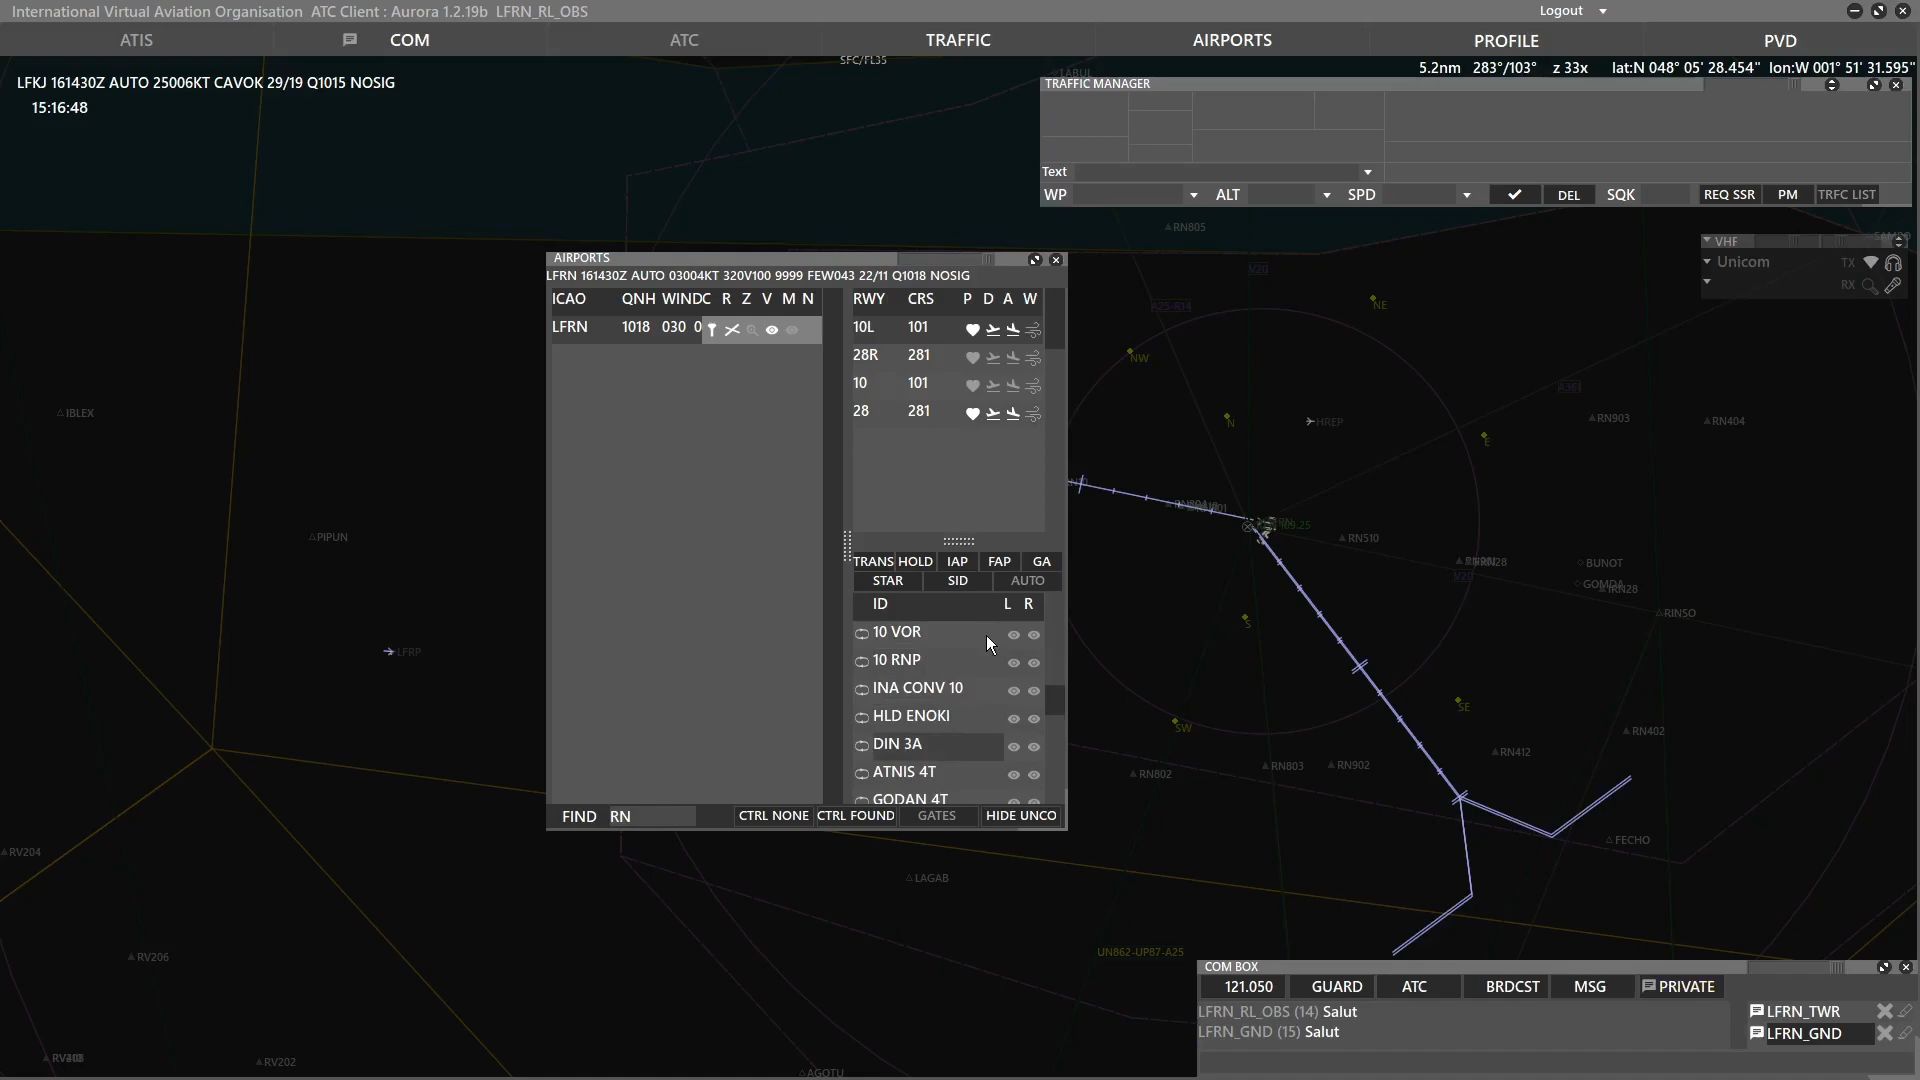 International Virtual Aviation Organisation ATC Client : Aurora 1.2.19b LFRN_RL_OBS
Logout
ATIS
COM
ATC
TRAFFIC
AIRPORTS
PROFILE
PVD
SFC/FL35
5.2nm 283°/103° z 33x lat:N 048° 05' 28.454" lon:W 001° 51' 31.595"
LFKJ 161430Z AUTO 25006KT CAVOK 29/19 Q1015 NOSIG
15:16:48
TRAFFIC MANAGER
Text
WP
ALT
SPD
DEL
SQK
REQ SSR
PM
TRFC LIST
RN805
VHF
Unicom
TX
RX
V20
A25-R14
NE
NW
A361
N
HREP
RN903
RN404
E
RN510
BUNOT
GOMDA
IRN28
V20
RINSO
S
SE
SW
RN402
RN412
RN802
RN803
RN902
FECHO
IBLEX
PIPUN
LFRP
RV204
LAGAB
RV206
UN862-UP87-A25
RV202
AGOTU
AIRPORTS
LFRN 161430Z AUTO 03004KT 320V100 9999 FEW043 22/11 Q1018 NOSIG
ICAO QNH WINDC R Z V M N
LFRN 1018 030 0
RWY CRS P D A W
10L 101
28R 281
10 101
28 281
TRANS HOLD IAP FAP GA
STAR SID AUTO
ID L R
10 VOR
10 RNP
INA CONV 10
HLD ENOKI
DIN 3A
ATNIS 4T
GODAN 4T
FIND RN
CTRL NONE
CTRL FOUND
GATES
HIDE UNCO
COM BOX
121.050
GUARD
ATC
BRDCST
MSG
PRIVATE
LFRN_RL_OBS (14) Salut
LFRN_GND (15) Salut
LFRN_TWR
LFRN_GND